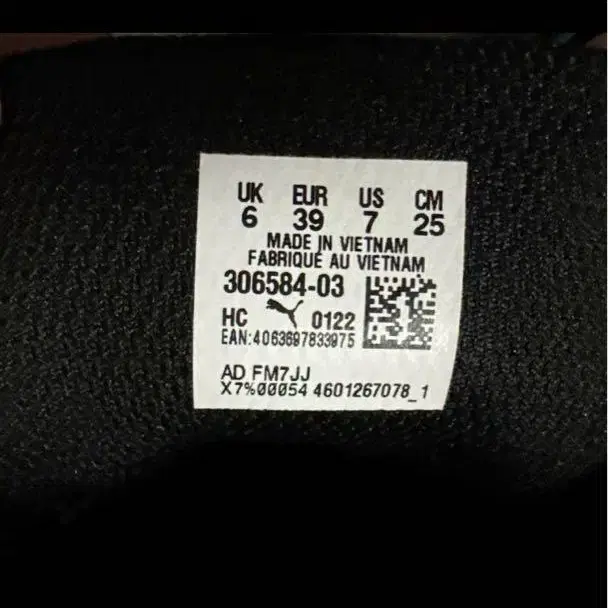 UK EUR US CM
6 39 7 25
MADE IN VIETNAM
FABRIQUÉ AU VIETNAM
306584-03
HC 0122
EAN:4063697833975
AD FM7JJ
X7%00054 4601267078_1